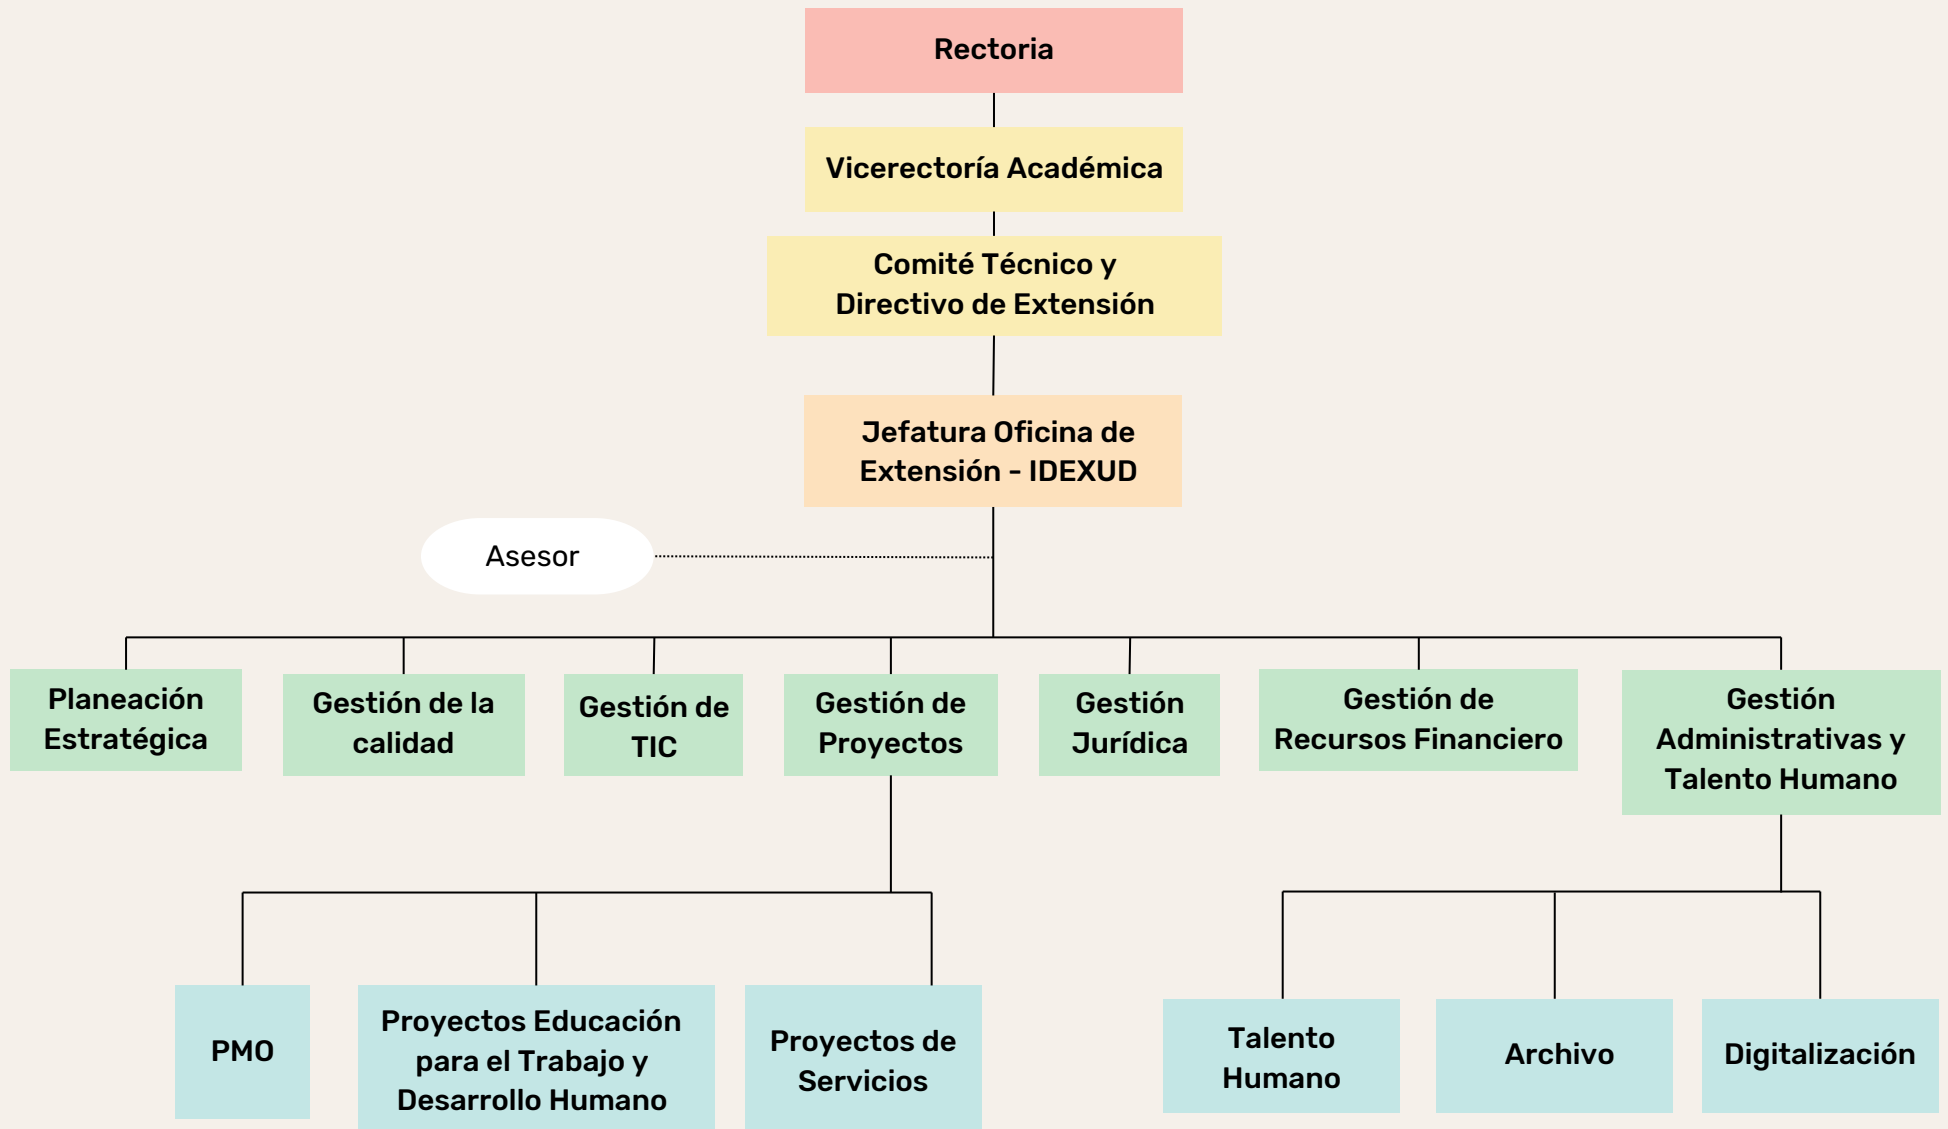 Rectoria
Vicerectoría Académica
Comité Técnico y
Directivo de Extensión
Jefatura Oficina de
Extensión - IDEXUD
Asesor
Planeación
Estratégica
Gestión de la
calidad
Gestión de
TIC
Gestión de
Proyectos
Gestión
Jurídica
Gestión de
Recursos Financiero
Gestión
Administrativas y
Talento Humano
PMO
Proyectos Educación
para el Trabajo y
Desarrollo Humano
Proyectos de
Servicios
Talento
Humano
Archivo
Digitalización